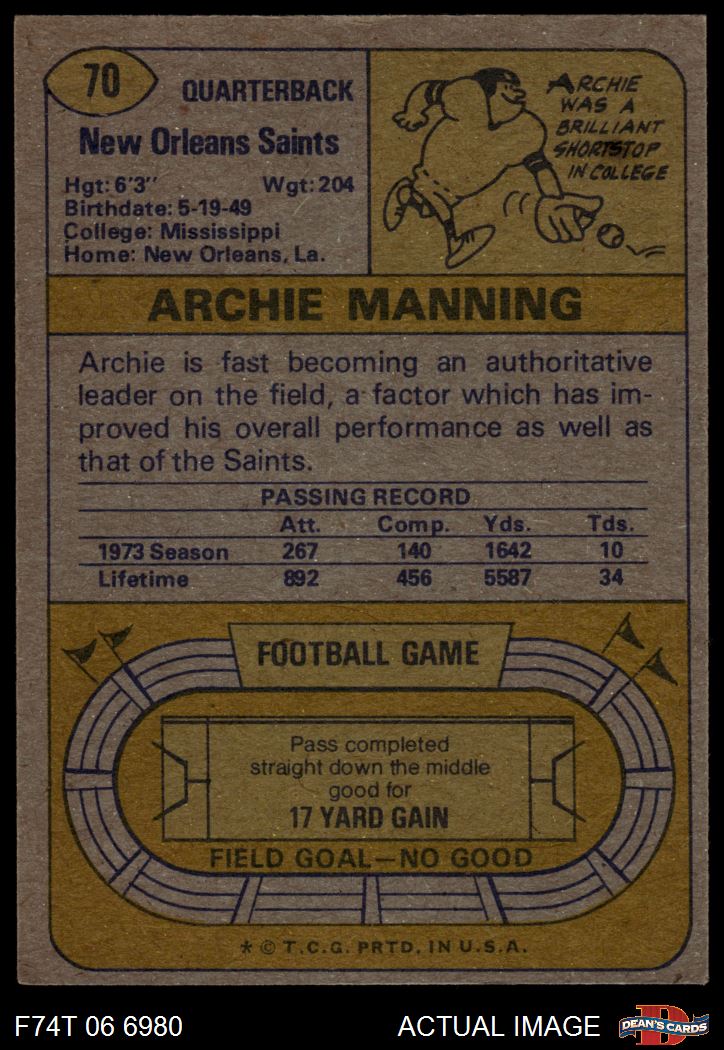 70
QUARTERBACK
New Orleans Saints
Hgt: 6'3" Wgt: 204
Birthdate: 5-19-49
College: Mississippi
Home: New Orleans, La.
ARCHIE
WAS A
BRILLIANT
SHORTSTOP
IN COLLEGE
ARCHIE MANNING
Archie is fast becoming an authoritative
leader on the field, a factor which has im-
proved his overall performance as well as
that of the Saints.
PASSING RECORD
Att. Comp. Yds. Tds.
1973 Season 267 140 1642 10
Lifetime 892 456 5587 34
FOOTBALL GAME
Pass completed
straight down the middle
good for
17 YARD GAIN
FIELD GOAL—NO GOOD
* © T.C.G. PRTD. IN U.S.A.
F74T 06 6980 ACTUAL IMAGE
D
DEAN'S CARDS